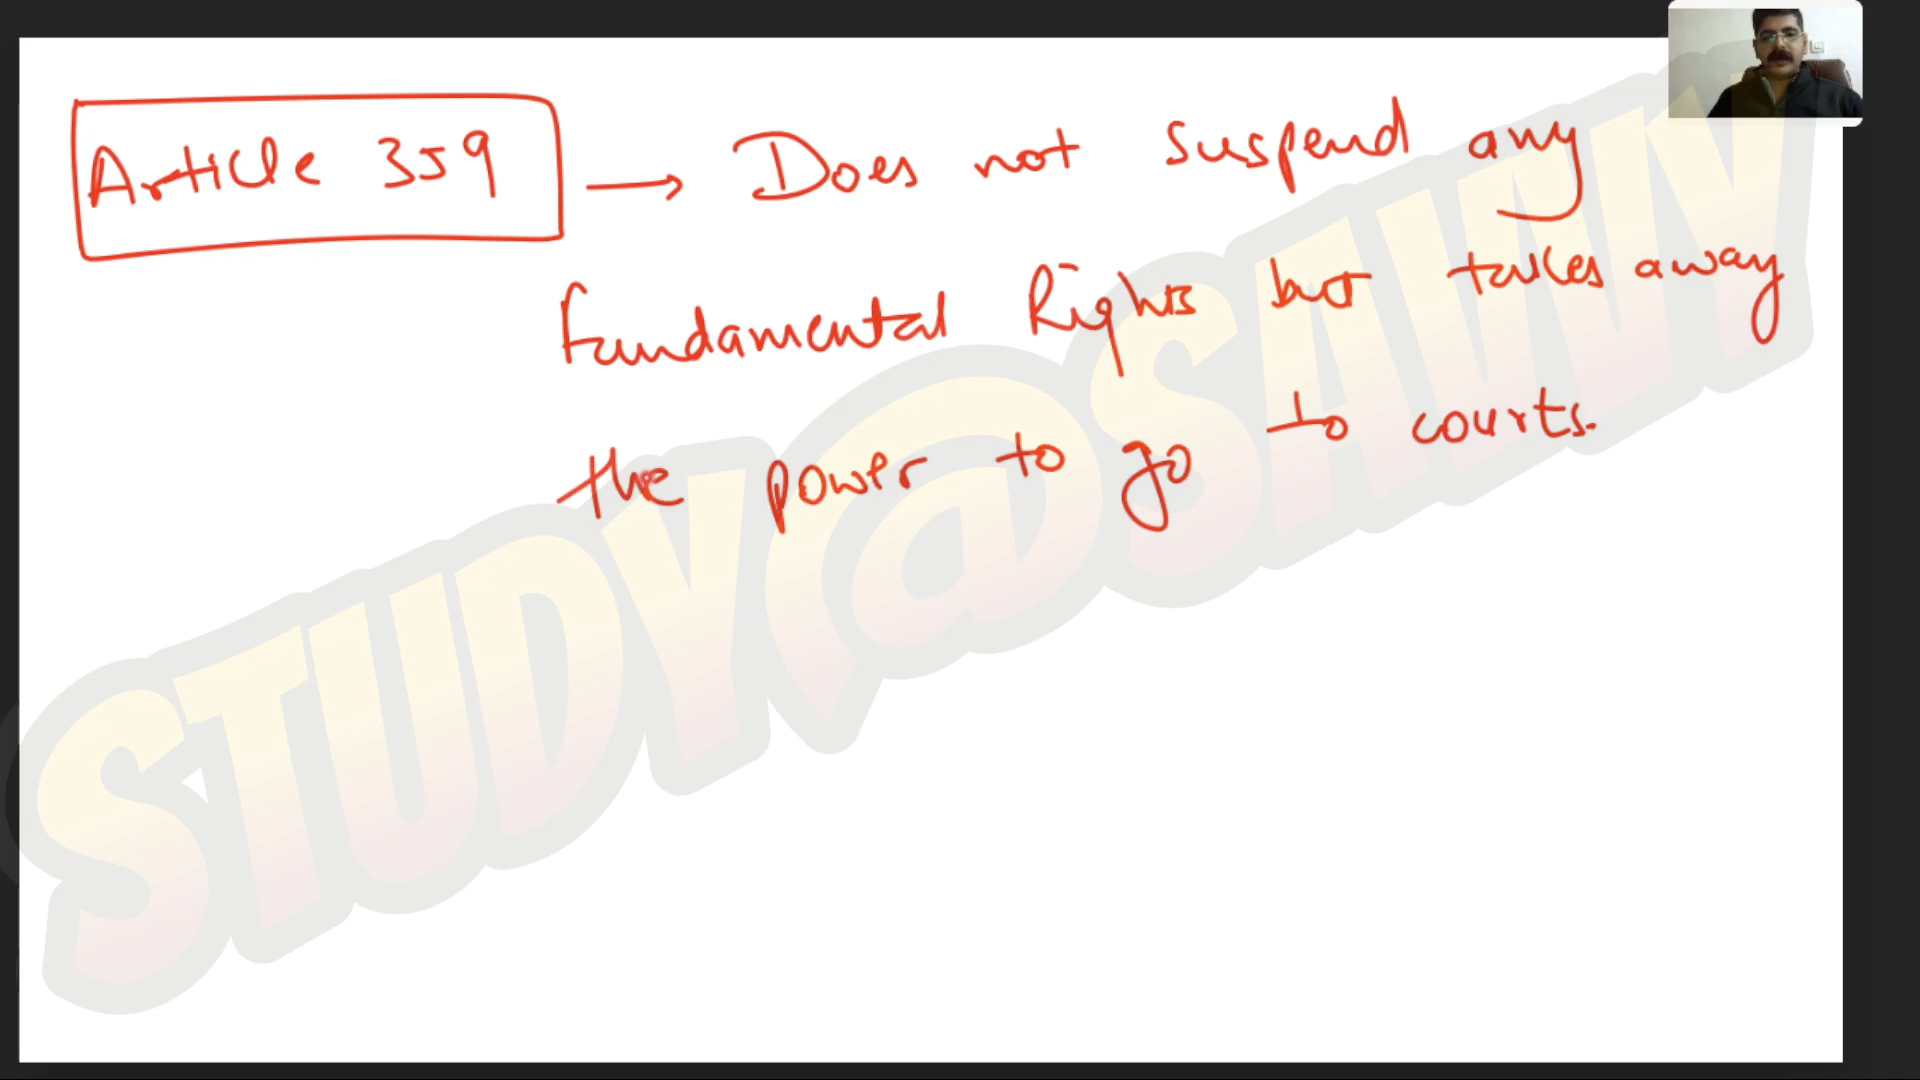 Article 359 → Does not suspend any
Fundamental Rights but takes away
the power to go to courts.
STUDY@SAVVY